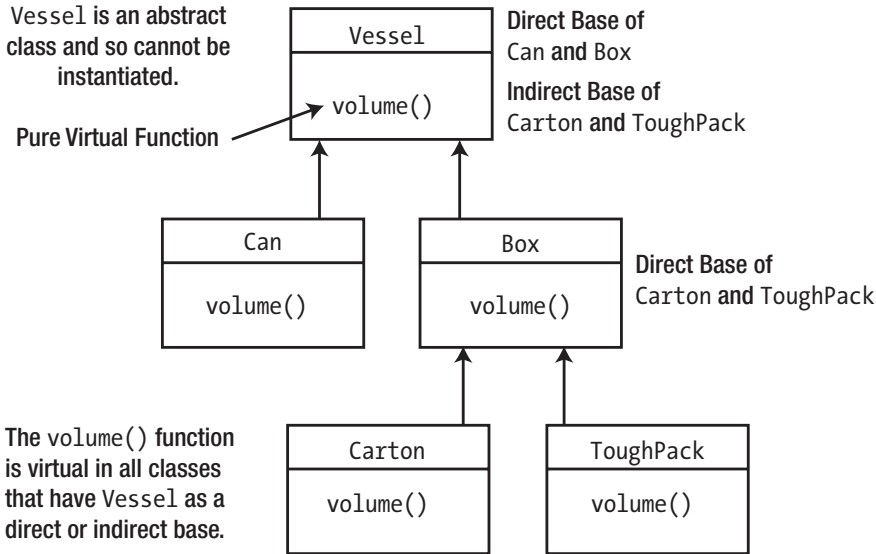 Vessel is an abstract
class and so cannot be
instantiated.
Pure Virtual Function
Vessel
volume()
Direct Base of
Can and Box
Indirect Base of
Carton and ToughPack
Can
volume()
Box
volume()
Direct Base of
Carton and ToughPack
The volume() function
is virtual in all classes
that have Vessel as a
direct or indirect base.
Carton
volume()
ToughPack
volume()